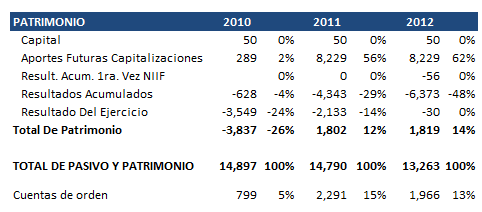 PATRIMONIO 2010 2011 2012
Capital 50 0% 50 0% 50 0%
Aportes Futuras Capitalizaciones 289 2% 8,229 56% 8,229 62%
Result. Acum. 1ra. Vez NIIF 0% 0 0% -56 0%
Resultados Acumulados -628 -4% -4,343 -29% -6,373 -48%
Resultado Del Ejercicio -3,549 -24% -2,133 -14% -30 0%
Total De Patrimonio -3,837 -26% 1,802 12% 1,819 14%
TOTAL DE PASIVO Y PATRIMONIO 14,897 100% 14,790 100% 13,263 100%
Cuentas de orden 799 5% 2,291 15% 1,966 13%